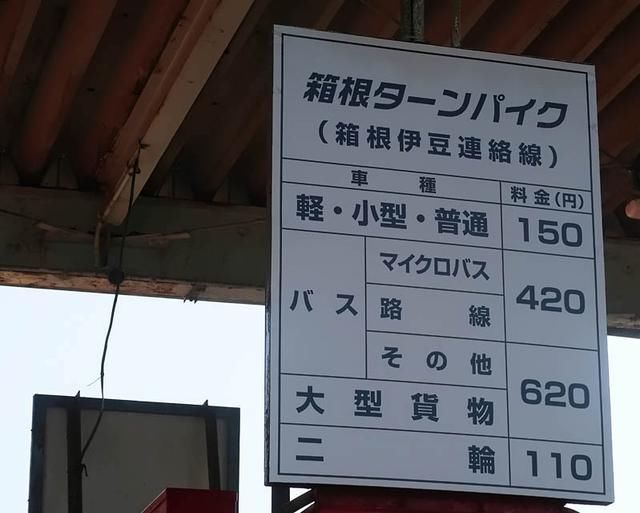 箱根ターンパイク
(箱根伊豆連絡線)
車種 料金(円)
軽・小型・普通 150
バス マイクロバス 420
路線
その他 620
大型貨物
二輪 110